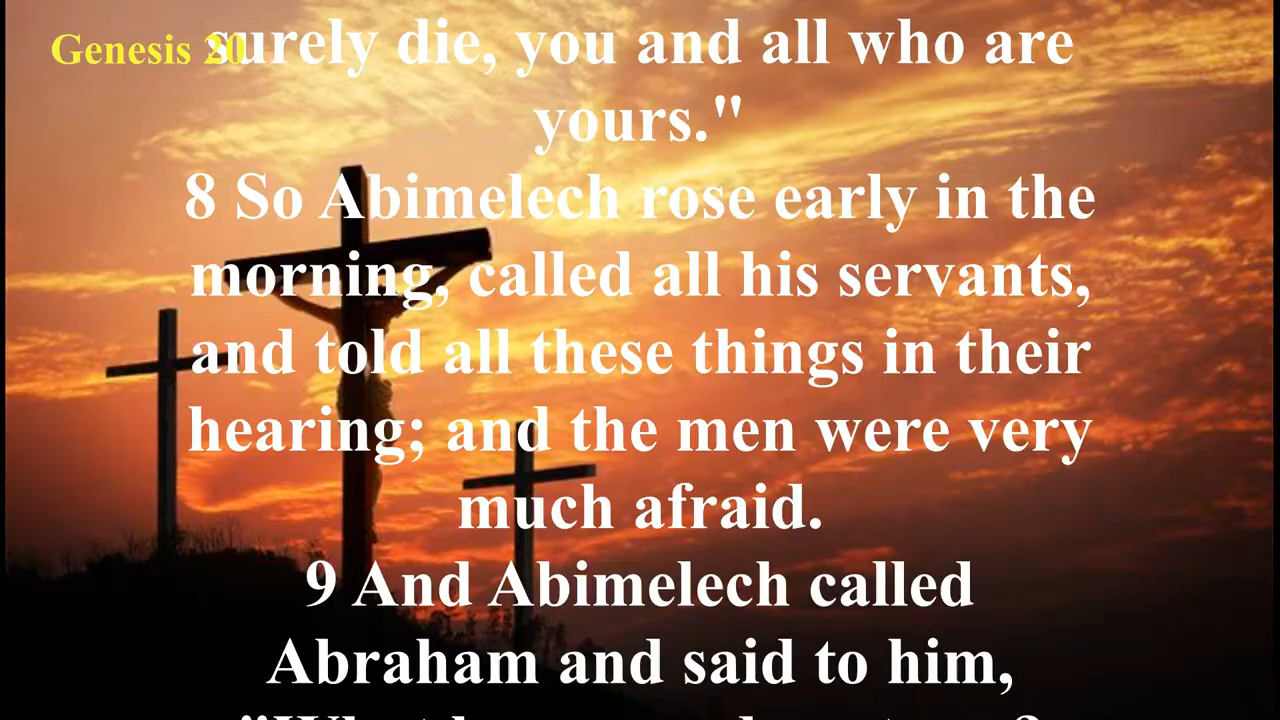 Genesis 20
surely die, you and all who are
yours."
8 So Abimelech rose early in the
morning, called all his servants,
and told all these things in their
hearing; and the men were very
much afraid.
9 And Abimelech called
Abraham and said to him,